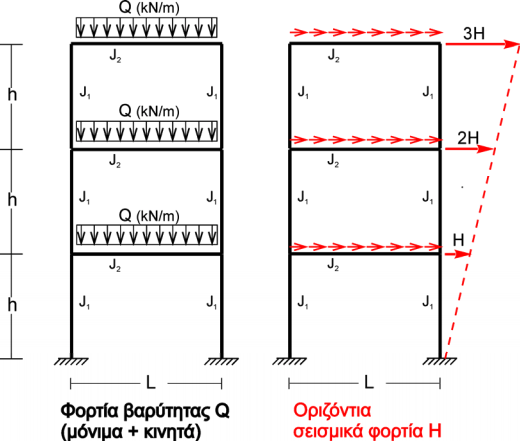 Q (kN/m)
J₂
J₁ J₁
Q (kN/m)
J₂
J₁ J₁
Q (kN/m)
J₂
J₁ J₁
h
h
h
L
Φορτία βαρύτητας Q
(μόνιμα + κινητά)
3H
J₂
J₁ J₁
2H
J₂
J₁ J₁
H
J₂
J₁ J₁
L
Οριζόντια
σεισμικά φορτία H